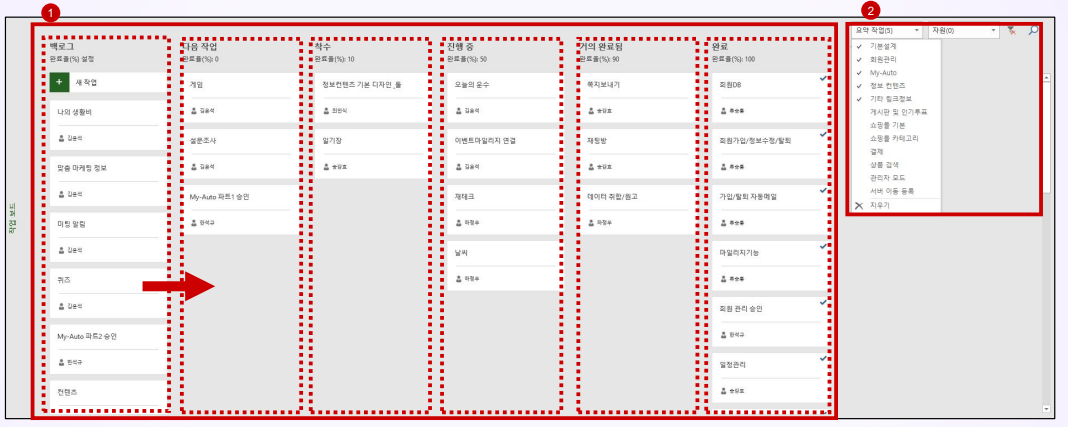 1
2
작업 보드
백로그
완료율(%) 설정
+ 새 작업
나의 생활비
김윤석
맞춤 마케팅 정보
김윤석
미팅 알림
김윤석
퀴즈
김윤석
My-Auto 파트2 승인
한석규
컨텐츠
다음 작업
완료율(%): 0
게임
김윤석
설문조사
김윤석
My-Auto 파트1 승인
한석규
착수
완료율(%): 10
정보컨텐츠 기본 디자인_툴
최민식
일기장
송강호
진행 중
완료율(%): 50
오늘의 운수
김윤석
이벤트마일리지 연결
김윤석
재테크
하정우
날씨
하정우
거의 완료됨
완료율(%): 90
쪽지보내기
송강호
채팅방
송강호
데이터 취합/원고
하정우
완료
완료율(%): 100
회원DB
류승룡
회원가입/정보수정/탈퇴
류승룡
가입/탈퇴 자동메일
류승룡
마일리지기능
류승룡
회원 관리 승인
한석규
일정관리
송강호
요약 작업(5)
자원(0)
기본설계
회원관리
My-Auto
정보 컨텐츠
기타 링크정보
게시판 및 인기투표
쇼핑몰 기본
쇼핑몰 카테고리
결제
상품 검색
관리자 모드
서버 이동 등록
지우기